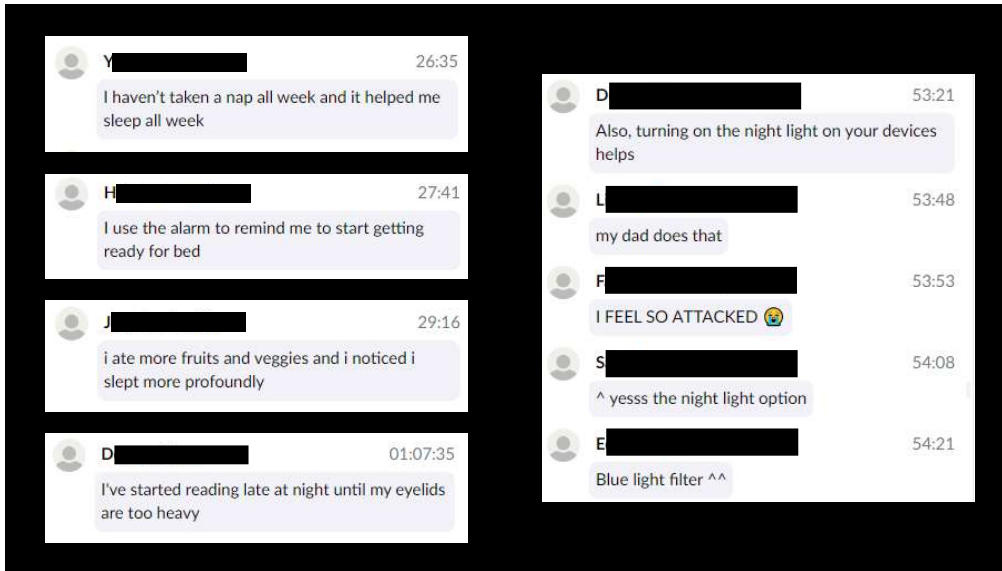 Y 26:35
I haven't taken a nap all week and it helped me
sleep all week
H 27:41
I use the alarm to remind me to start getting
ready for bed
J 29:16
i ate more fruits and veggies and i noticed i
slept more profoundly
D 01:07:35
I've started reading late at night until my eyelids
are too heavy
D 53:21
Also, turning on the night light on your devices
helps
Li 53:48
my dad does that
F 53:53
I FEEL SO ATTACKED 😭
S 54:08
^ yesss the night light option
E 54:21
Blue light filter ^^